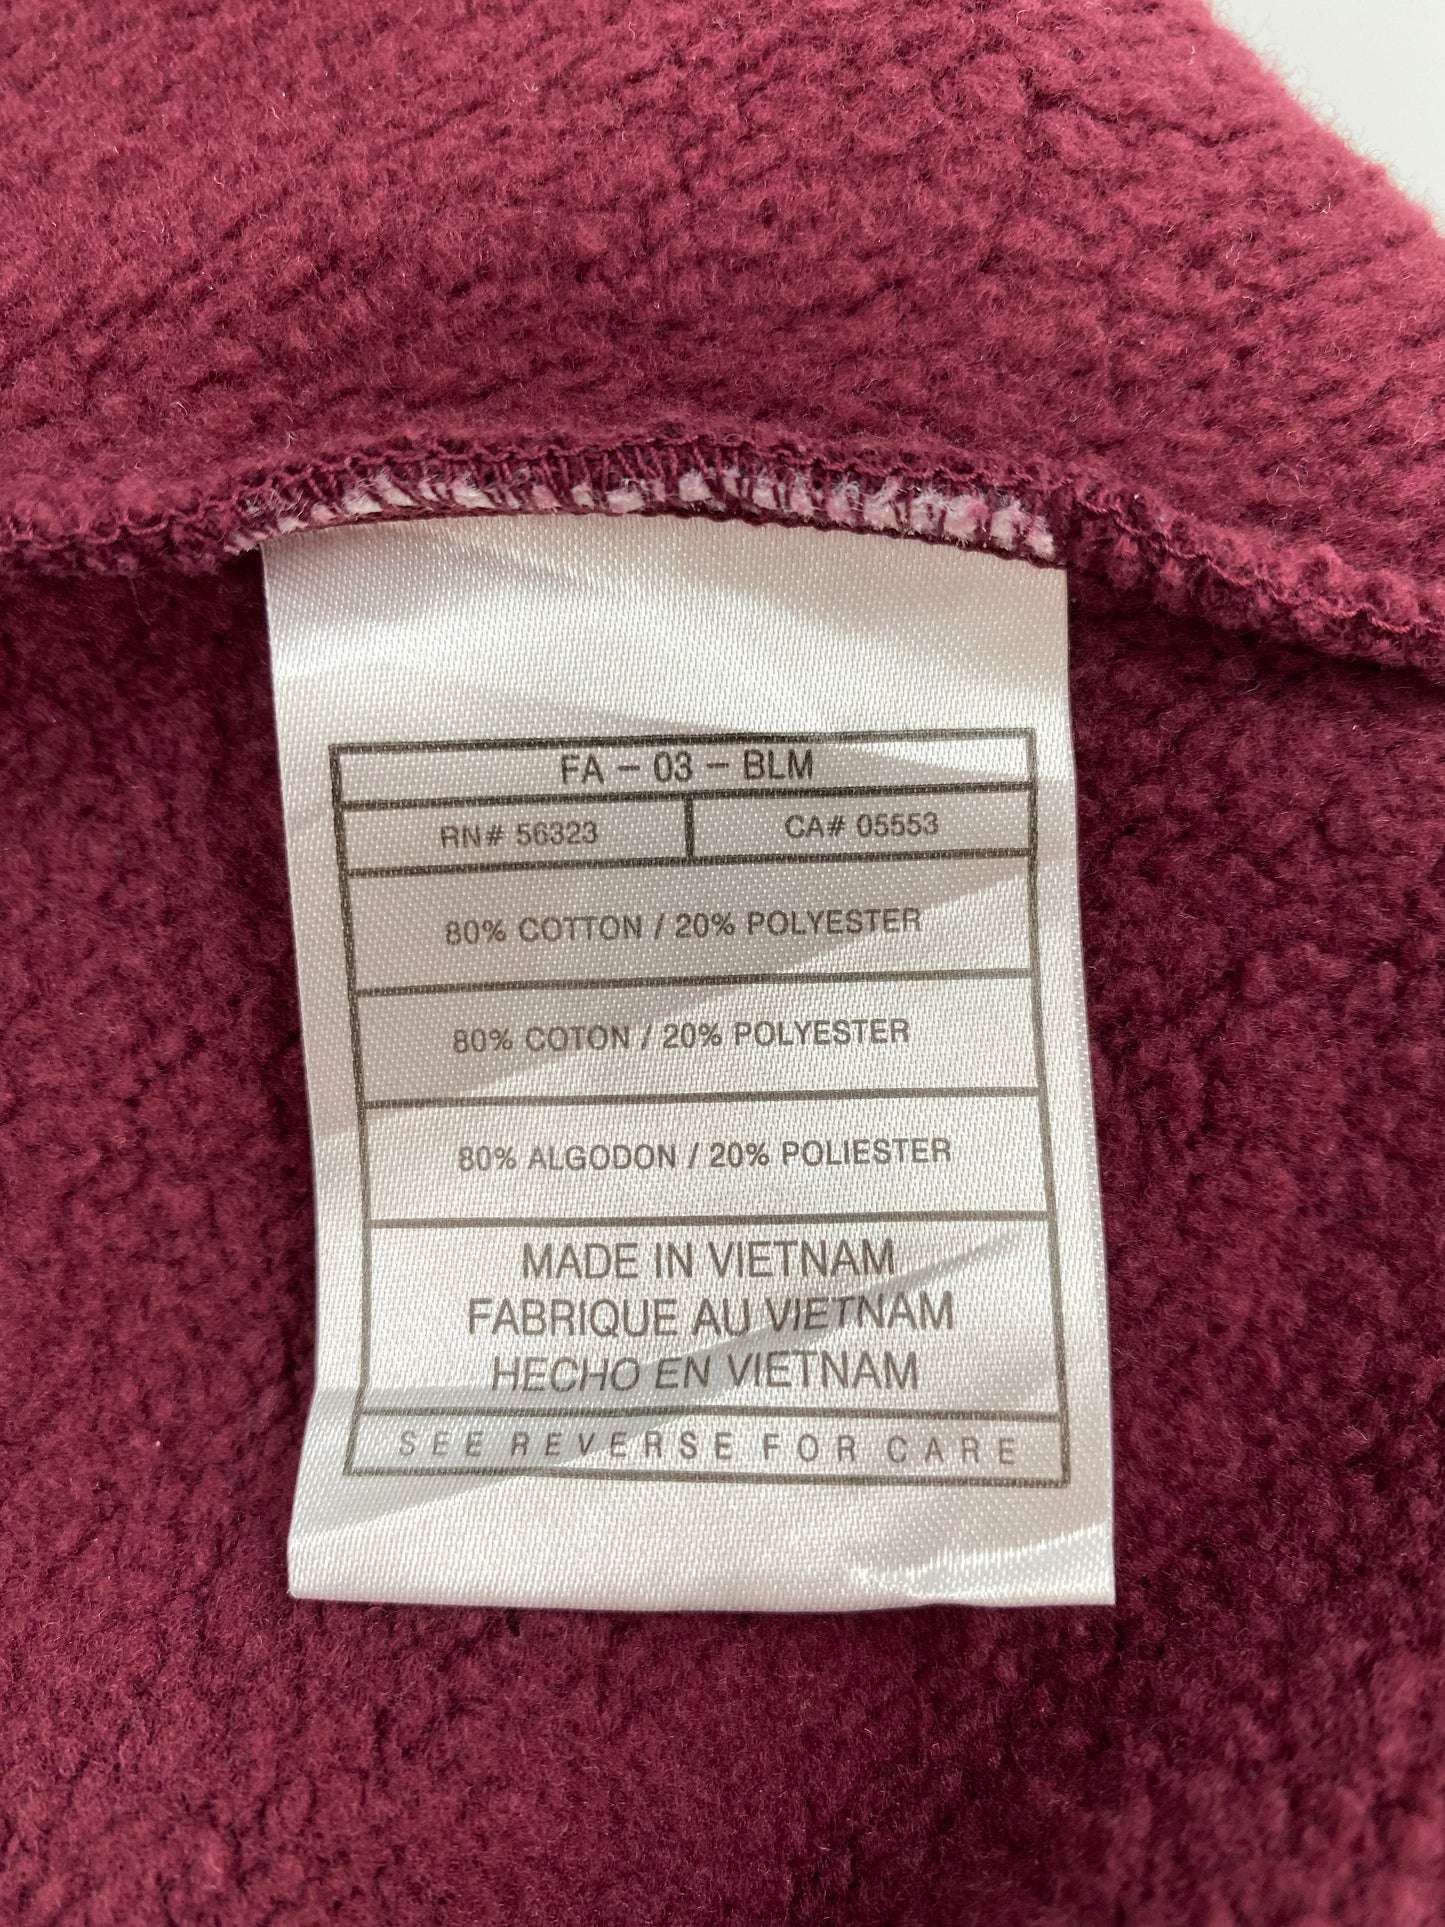 FA - 03 - BLM
RN# 56323 CA# 05553
80% COTTON / 20% POLYESTER
80% COTON / 20% POLYESTER
80% ALGODON / 20% POLIESTER
MADE IN VIETNAM
FABRIQUE AU VIETNAM
HECHO EN VIETNAM
SEE REVERSE FOR CARE